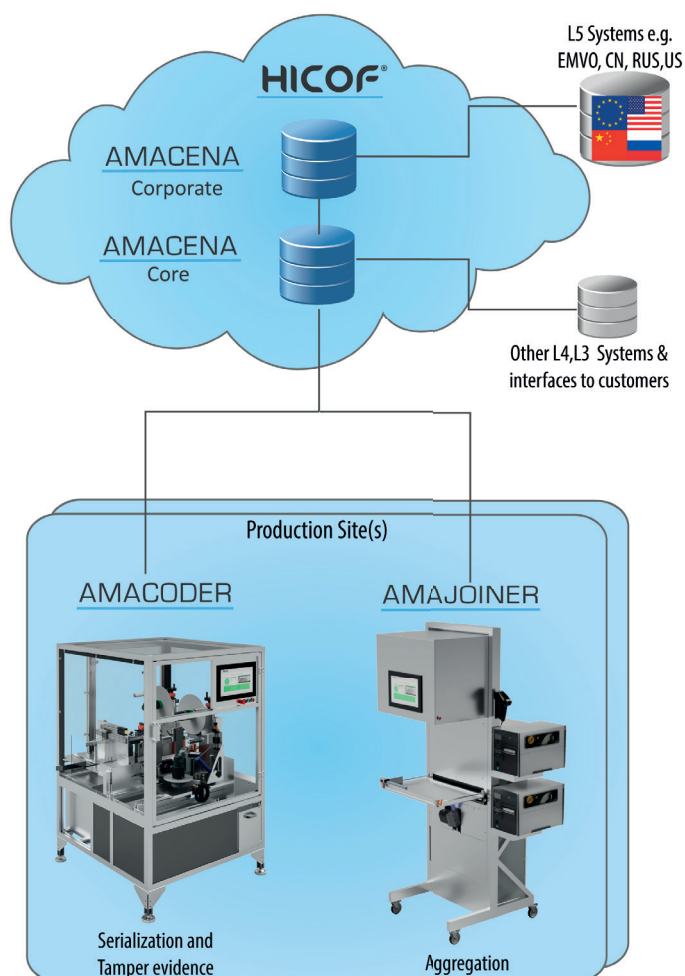 L5 Systems e.g.
EMVO, CN, RUS,US
HICOF®
AMACENA
Corporate
AMACENA
Core
Other L4,L3 Systems &
interfaces to customers
Production Site(s)
AMACODER
AMAJOINER
Serialization and
Tamper evidence
Aggregation